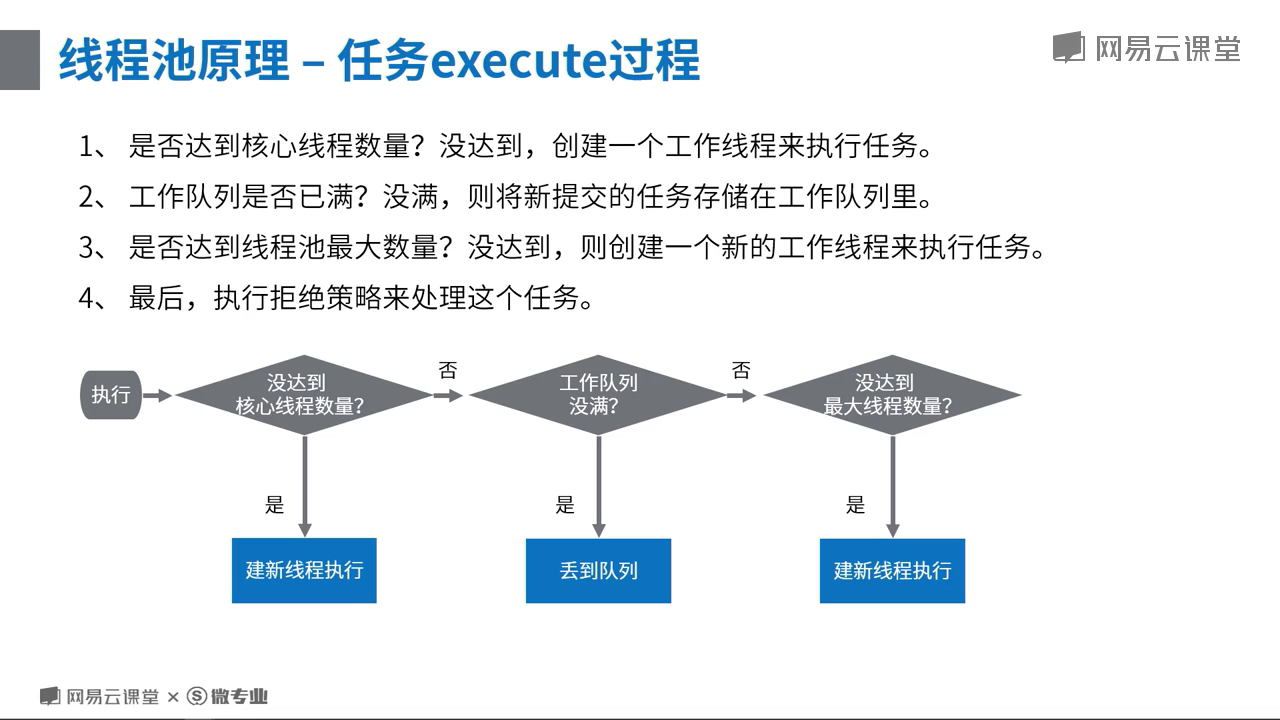 线程池原理 – 任务execute过程
网易云课堂
1、 是否达到核心线程数量？没达到，创建一个工作线程来执行任务。
2、 工作队列是否已满？没满，则将新提交的任务存储在工作队列里。
3、 是否达到线程池最大数量？没达到，则创建一个新的工作线程来执行任务。
4、 最后，执行拒绝策略来处理这个任务。
执行
没达到
核心线程数量？
否
工作队列
没满？
否
没达到
最大线程数量？
是
是
是
建新线程执行
丢到队列
建新线程执行
网易云课堂 × S 微专业